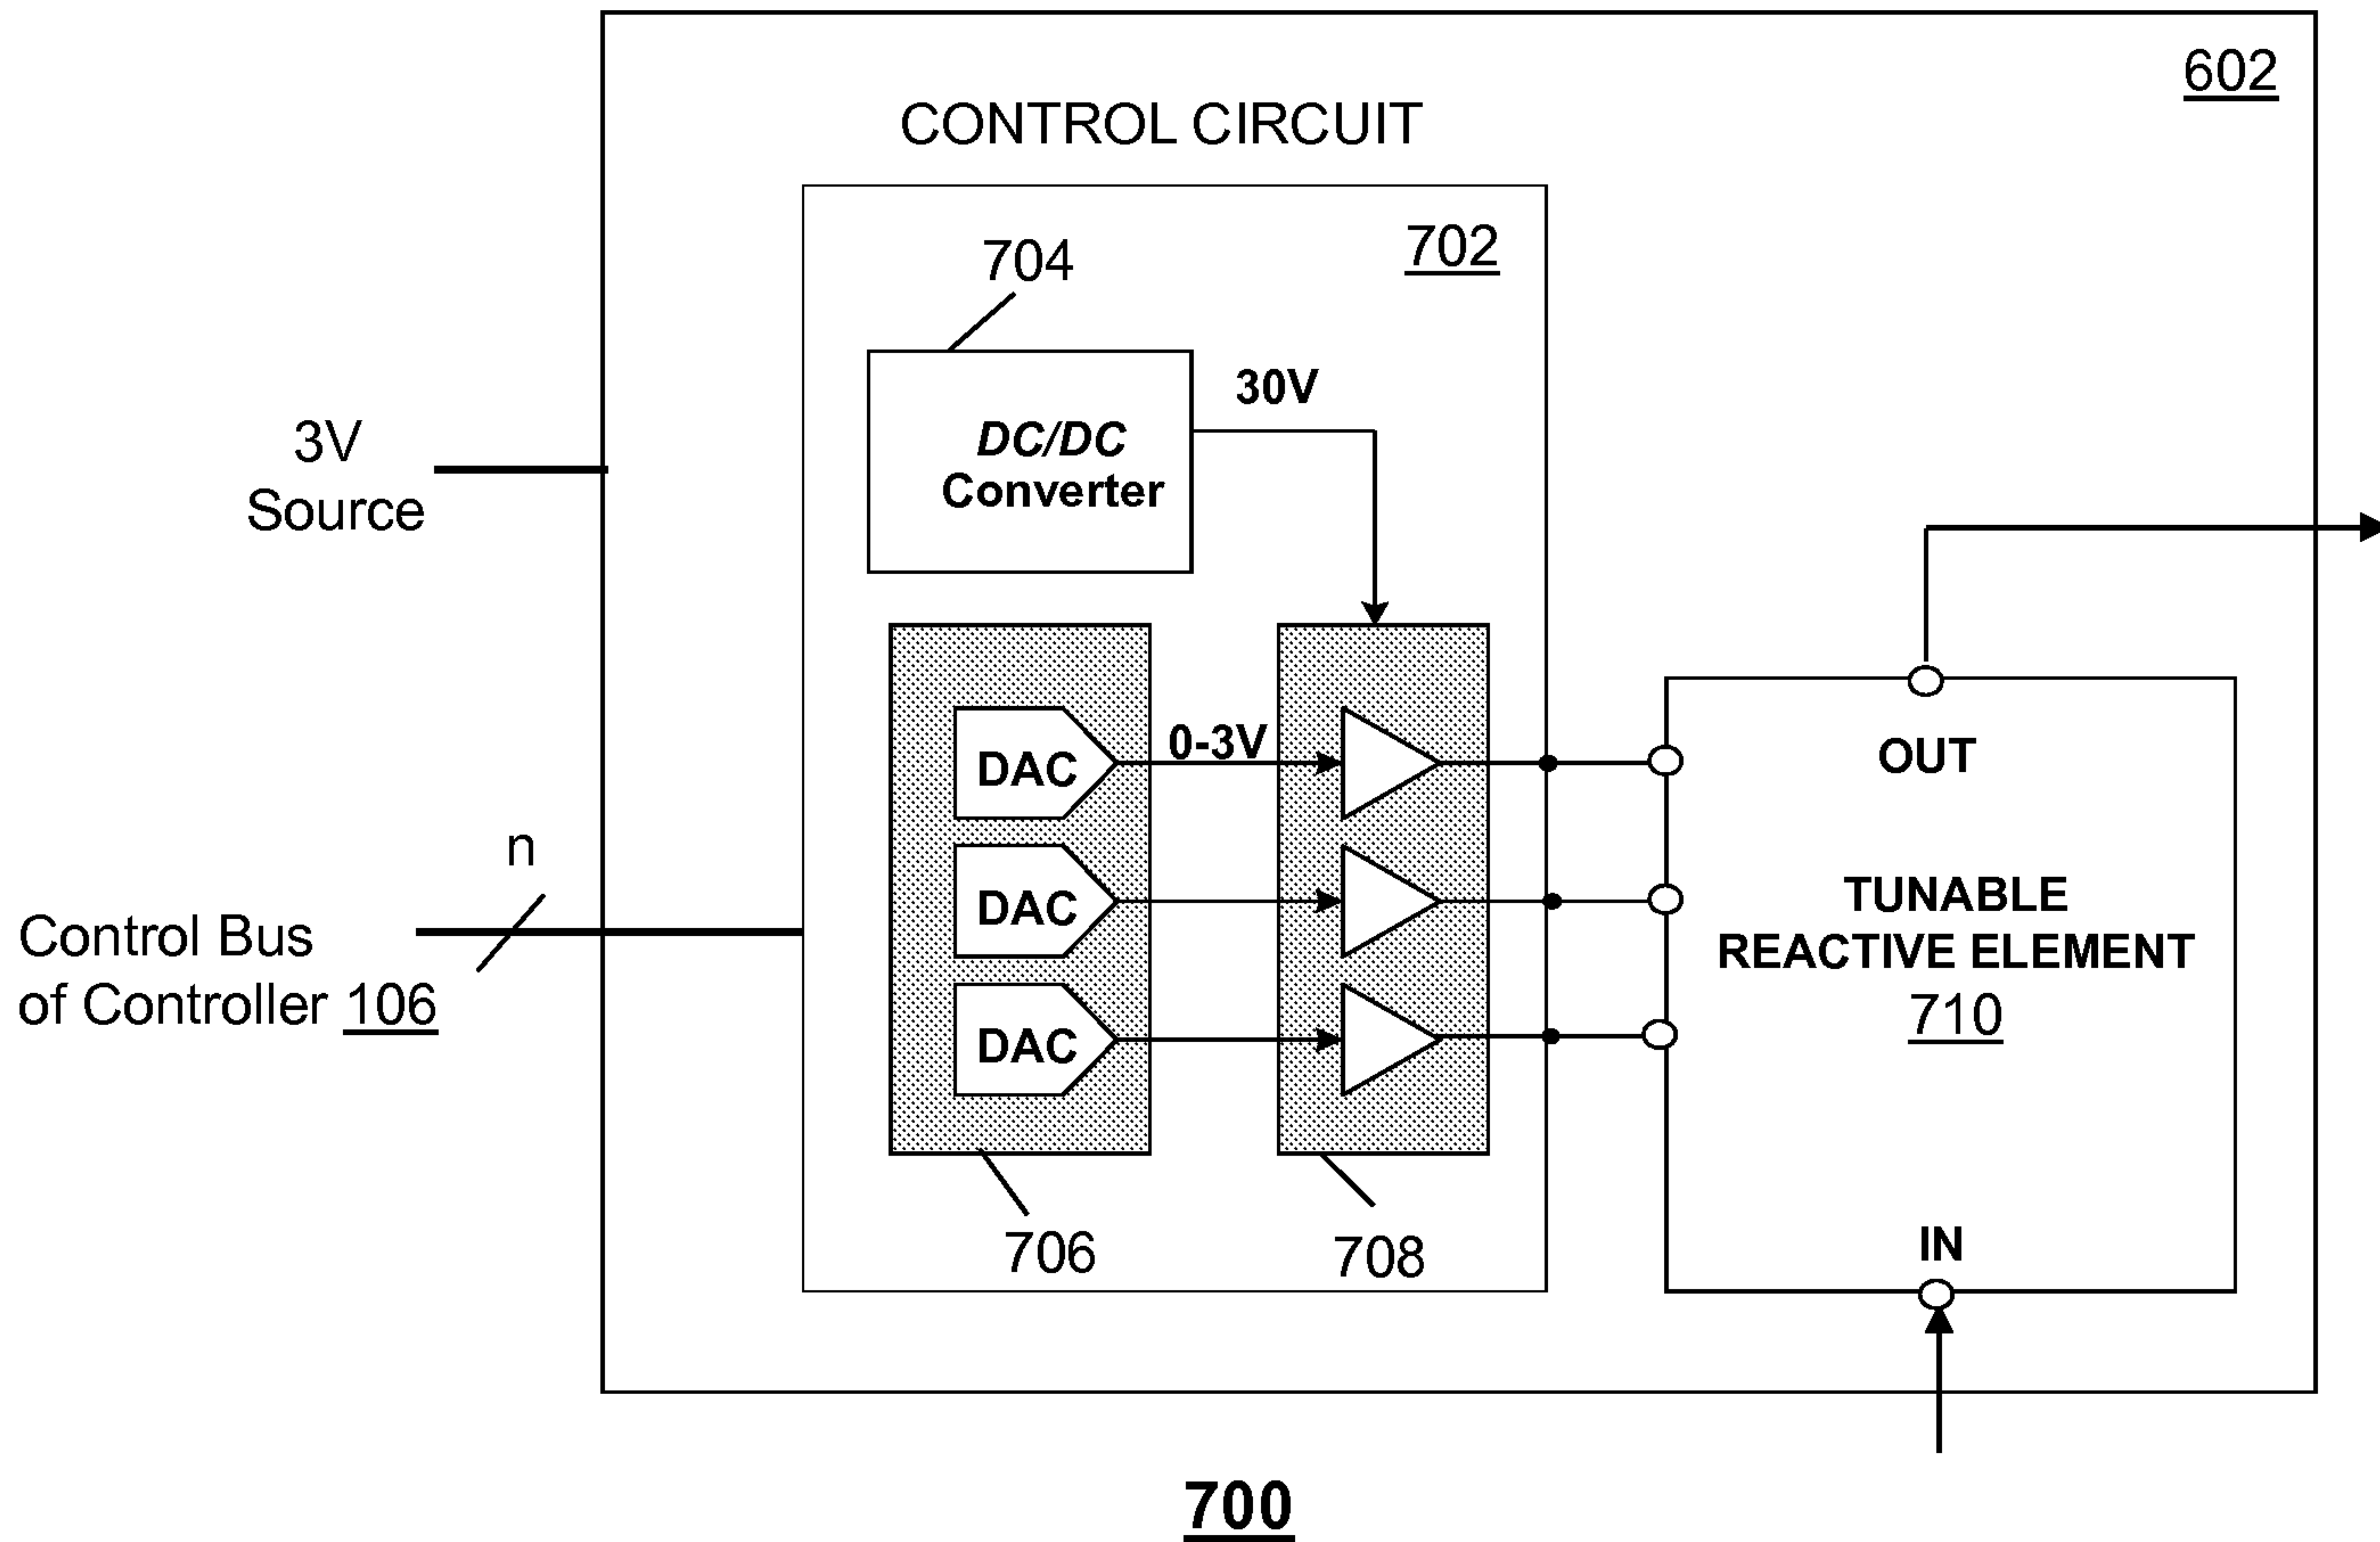 602
CONTROL CIRCUIT
702
704
30V
DC/DC
Converter
3V
Source
0-3V
DAC
DAC
DAC
OUT
n
Control Bus
of Controller 106
TUNABLE
REACTIVE ELEMENT
710
IN
706
708
700